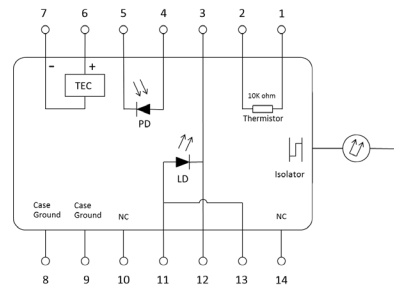 7 6 5 4 3 2 1
- +
TEC
PD
10K ohm
Thermistor
LD
Isolator
Case
Ground
Case
Ground
NC
NC
8 9 10 11 12 13 14